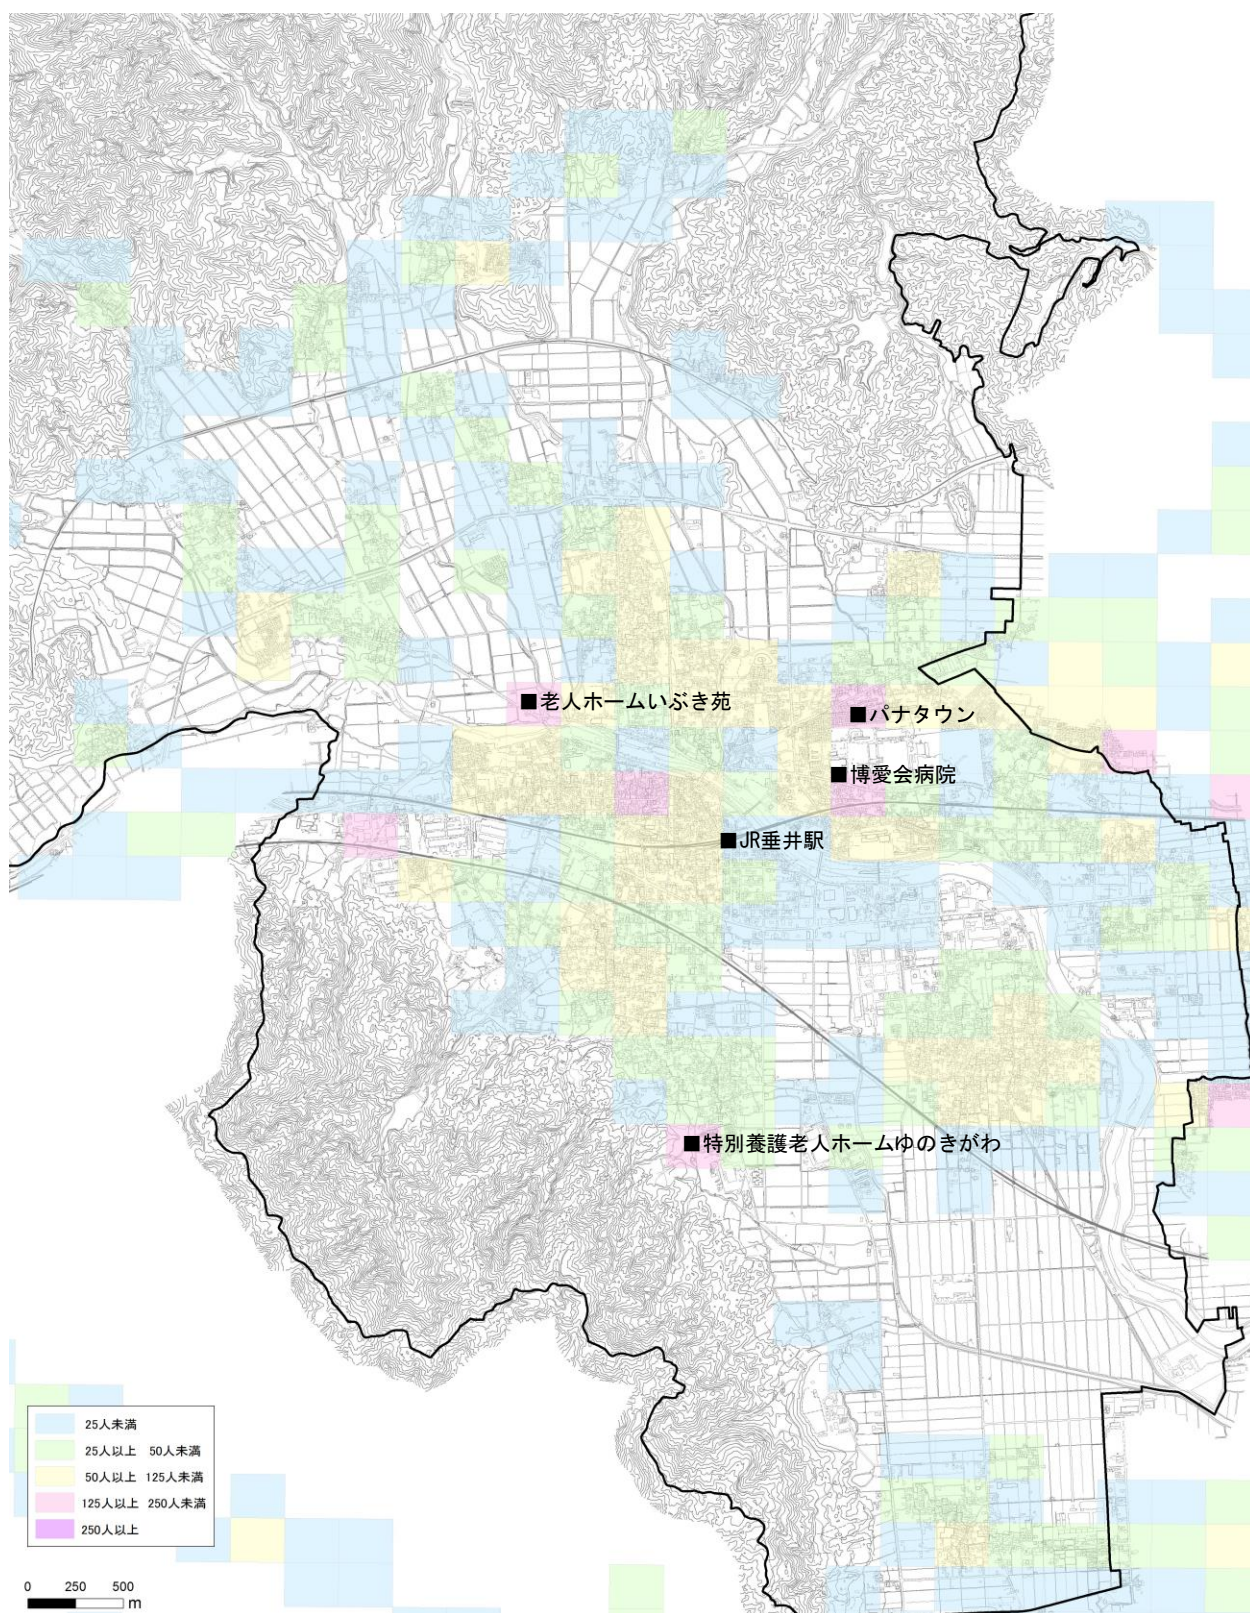 ■老人ホームいぶき苑
■パナタウン
■博愛会病院
■JR垂井駅
■特別養護老人ホームゆのきがわ
25人未満
25人以上 50人未満
50人以上 125人未満
125人以上 250人未満
250人以上
0 250 500
m